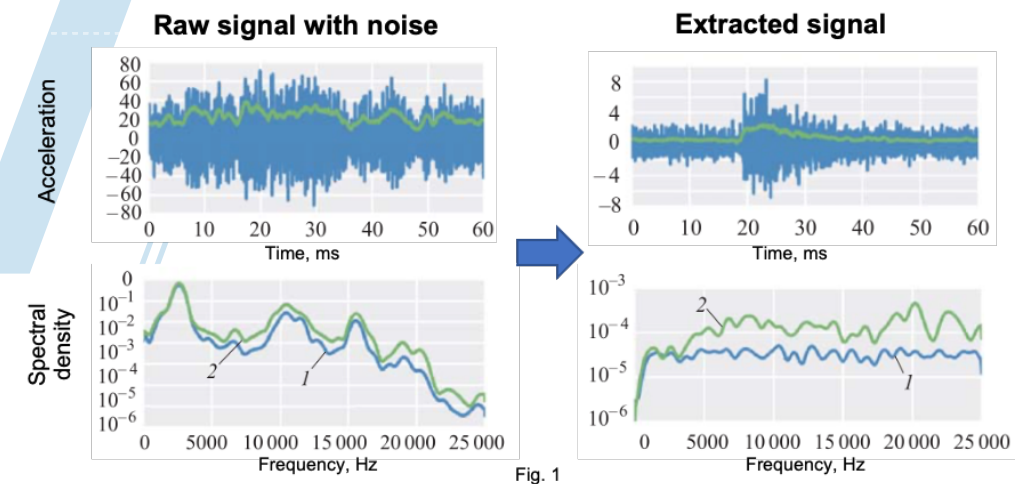 Raw signal with noise
Extracted signal
Acceleration
80
60
40
20
0
−20
−40
−60
−80
0 10 20 30 40 50 60
Time, ms
8
4
0
−4
−8
0 10 20 30 40 50 60
Time, ms
Spectral
density
0
10−1
10−2
10−3
10−4
10−5
10−6
2
1
0 5000 10 000 15 000 20 000 25 000
Frequency, Hz
10−3
10−4
10−5
10−6
2
1
0 5000 10 000 15 000 20 000 25 000
Frequency, Hz
Fig. 1